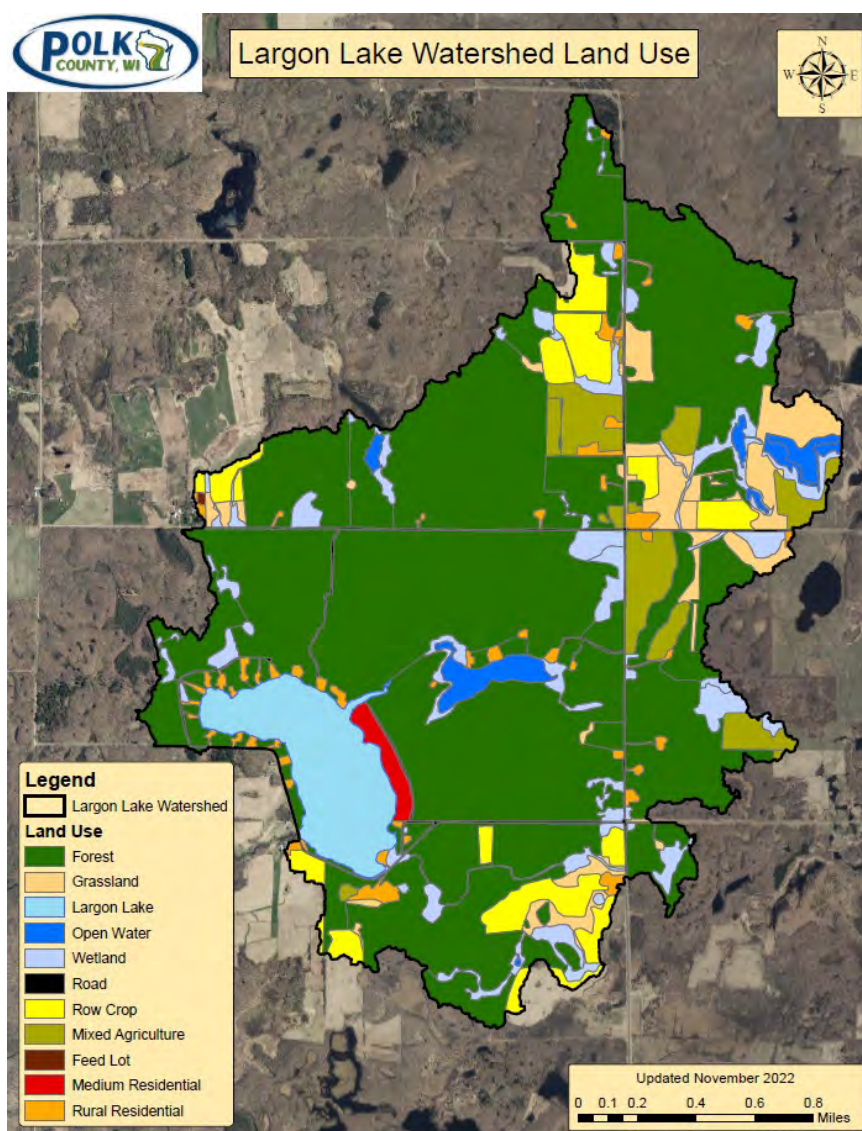 POLK
COUNTY, WI
Largon Lake Watershed Land Use
N
W E
S
Legend
Largon Lake Watershed
Land Use
Forest
Grassland
Largon Lake
Open Water
Wetland
Road
Row Crop
Mixed Agriculture
Feed Lot
Medium Residential
Rural Residential
Updated November 2022
0 0.1 0.2 0.4 0.6 0.8
Miles